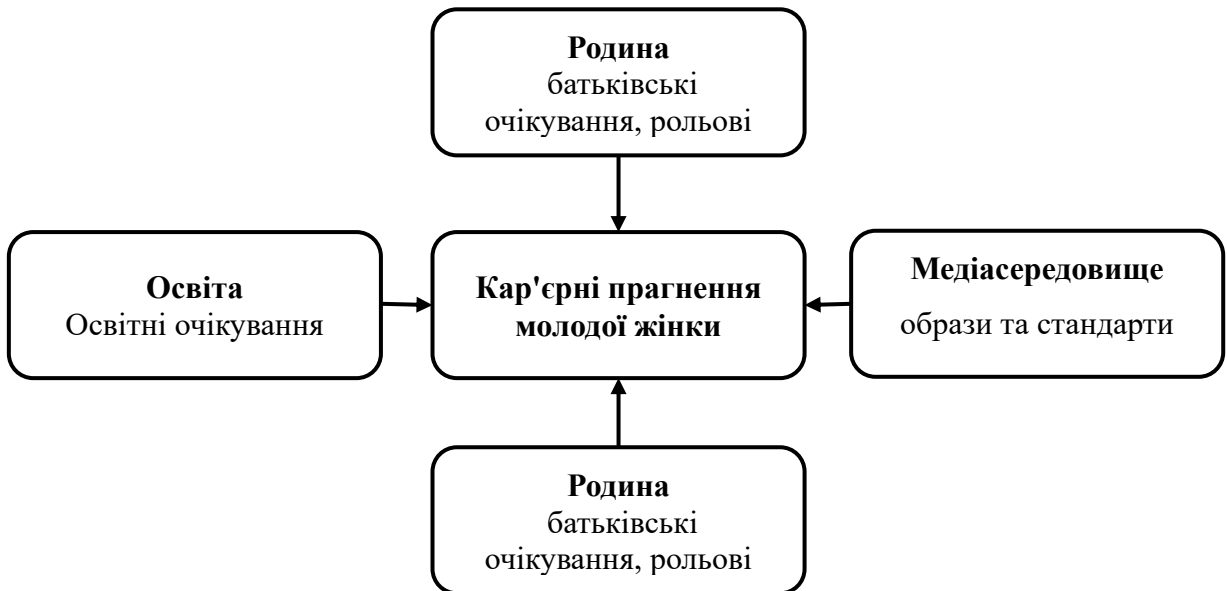 Родина
батьківські
очікування, рольові
Освіта
Освітні очікування
Кар'єрні прагнення
молодої жінки
Медіасередовище
образи та стандарти
Родина
батьківські
очікування, рольові